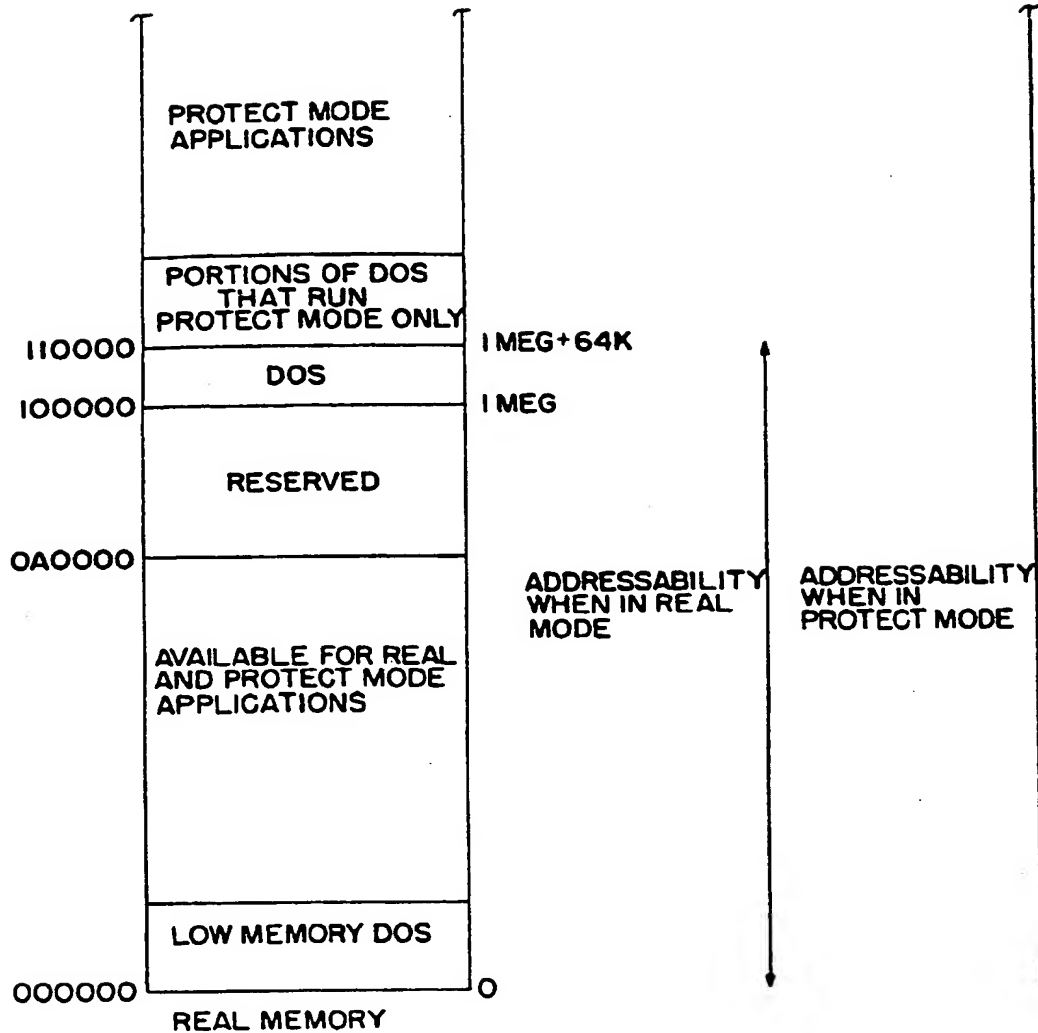 PROTECT MODE
APPLICATIONS
PORTIONS OF DOS
THAT RUN
PROTECT MODE ONLY
110000
1 MEG+64K
DOS
100000
1 MEG
RESERVED
0A0000
ADDRESSABILITY
WHEN IN REAL
MODE
ADDRESSABILITY
WHEN IN
PROTECT MODE
AVAILABLE FOR REAL
AND PROTECT MODE
APPLICATIONS
LOW MEMORY DOS
000000
0
REAL MEMORY